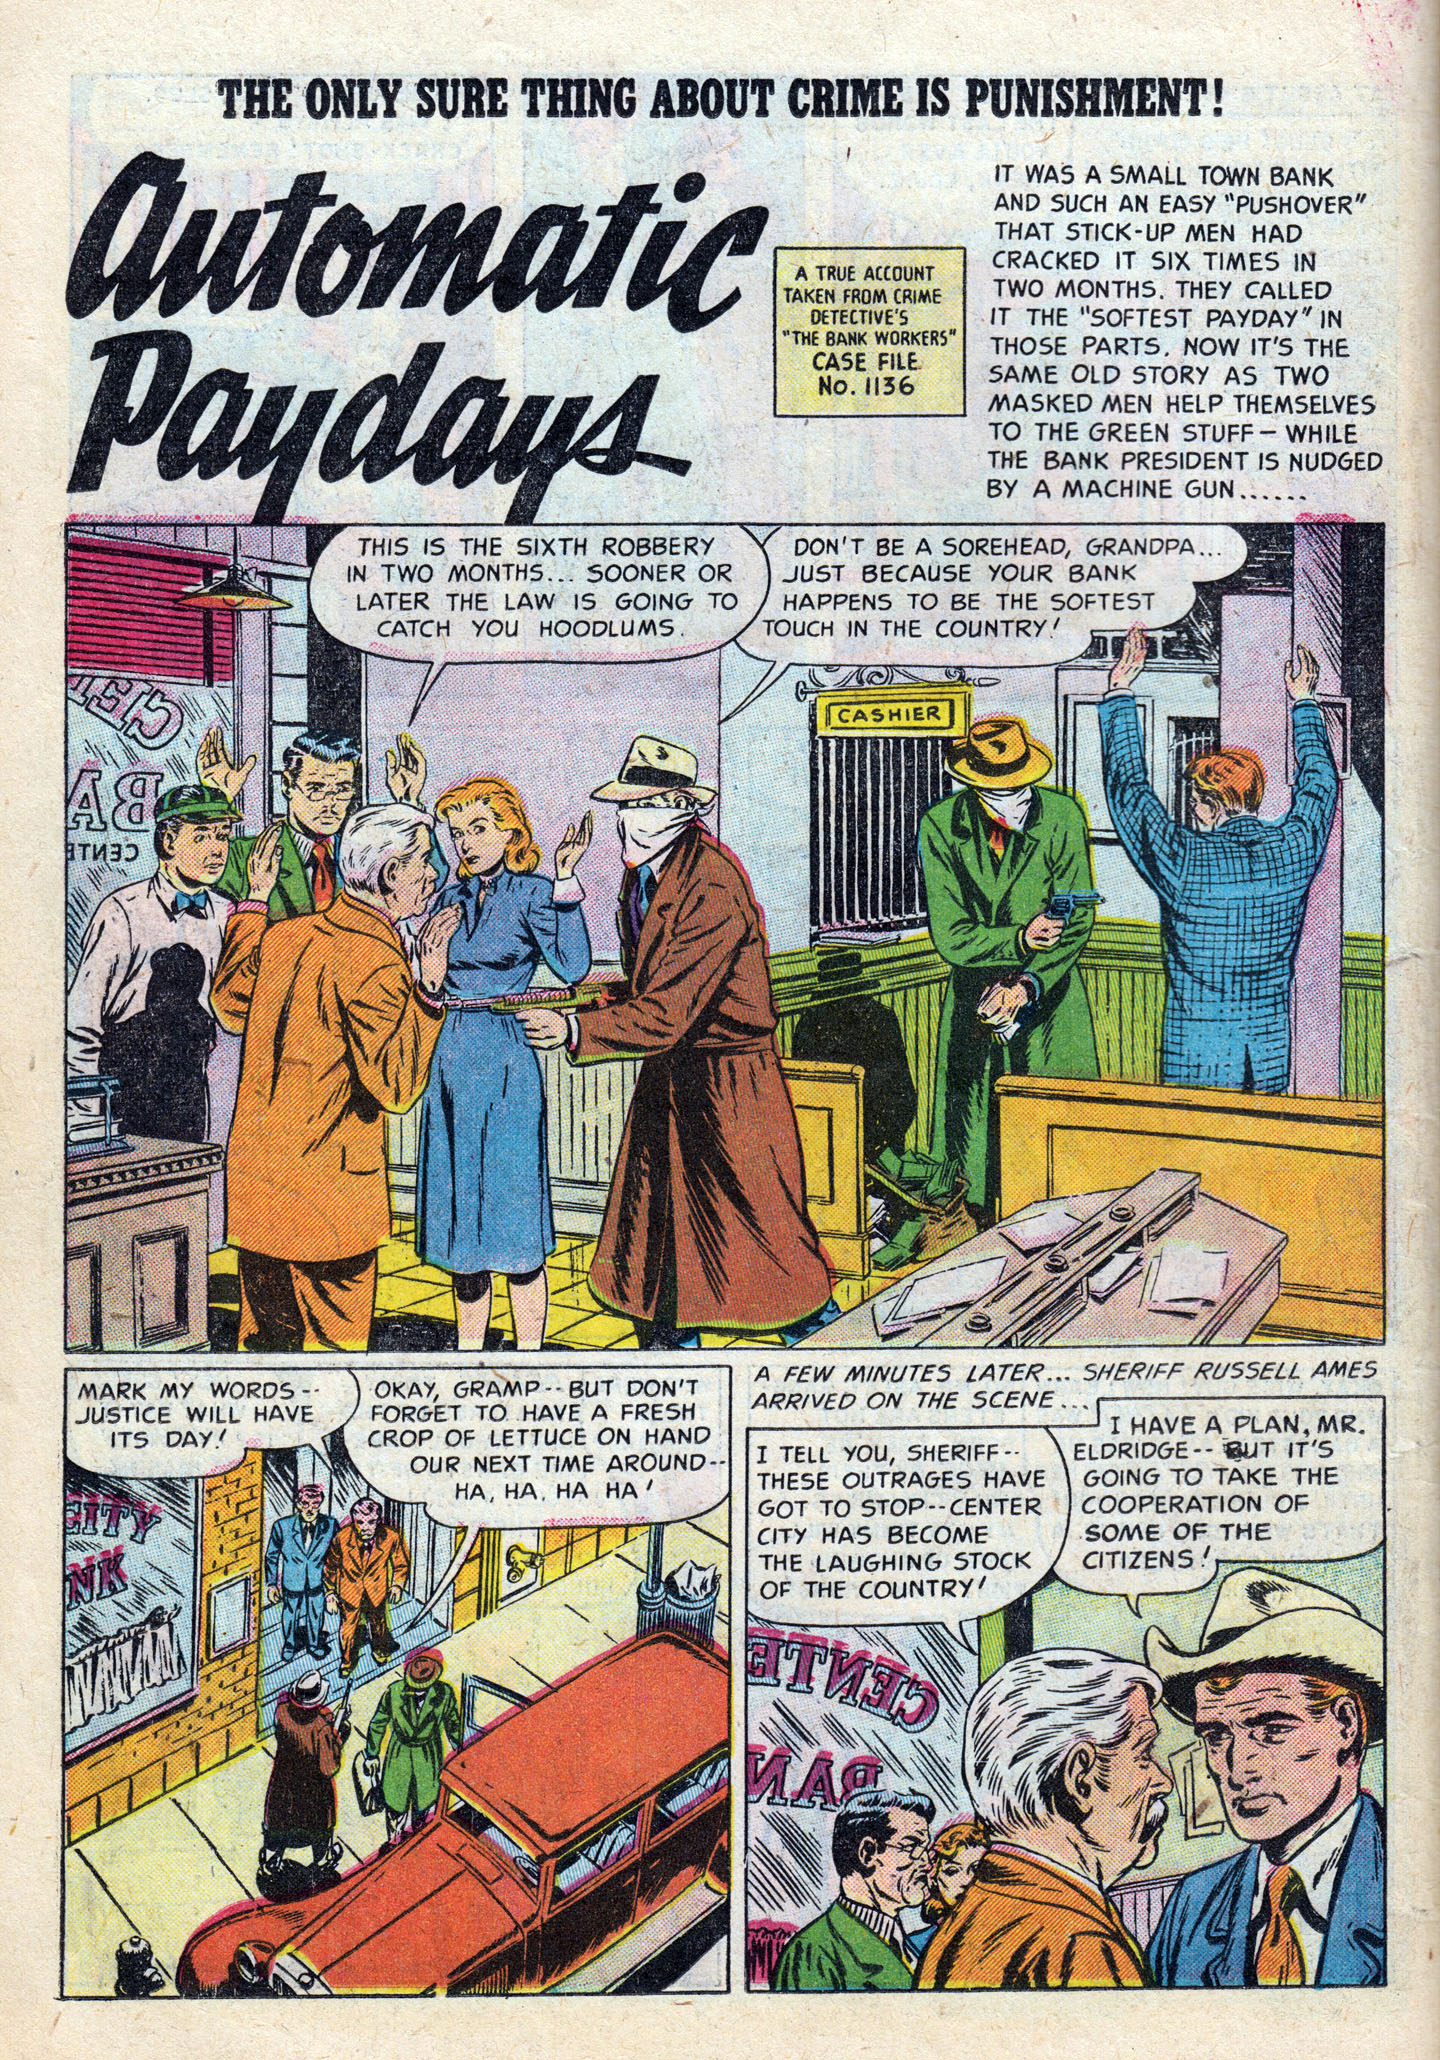 THE ONLY SURE THING ABOUT CRIME IS PUNISHMENT!
Automatic
Paydays
A TRUE ACCOUNT
TAKEN FROM CRIME
DETECTIVE'S
"THE BANK WORKERS"
CASE FILE
No. 1136
IT WAS A SMALL TOWN BANK
AND SUCH AN EASY "PUSHOVER"
THAT STICK-UP MEN HAD
CRACKED IT SIX TIMES IN
TWO MONTHS. THEY CALLED
IT THE "SOFTEST PAYDAY" IN
THOSE PARTS. NOW IT'S THE
SAME OLD STORY AS TWO
MASKED MEN HELP THEMSELVES
TO THE GREEN STUFF — WHILE
THE BANK PRESIDENT IS NUDGED
BY A MACHINE GUN......
THIS IS THE SIXTH ROBBERY
IN TWO MONTHS... SOONER OR
LATER THE LAW IS GOING TO
CATCH YOU HOODLUMS.
DON'T BE A SOREHEAD, GRANDPA...
JUST BECAUSE YOUR BANK
HAPPENS TO BE THE SOFTEST
TOUCH IN THE COUNTRY!
CEN
BA
CENTE
CASHIER
MARK MY WORDS--
JUSTICE WILL HAVE
ITS DAY!
OKAY, GRAMP--BUT DON'T
FORGET TO HAVE A FRESH
CROP OF LETTUCE ON HAND
OUR NEXT TIME AROUND--
HA, HA, HA HA!
CITY
NK
A FEW MINUTES LATER... SHERIFF RUSSELL AMES
ARRIVED ON THE SCENE...
I TELL YOU, SHERIFF--
THESE OUTRAGES HAVE
GOT TO STOP--CENTER
CITY HAS BECOME
THE LAUGHING STOCK
OF THE COUNTRY!
I HAVE A PLAN, MR.
ELDRIDGE-- BUT IT'S
GOING TO TAKE THE
COOPERATION OF
SOME OF THE
CITIZENS!
CENTE
BAN